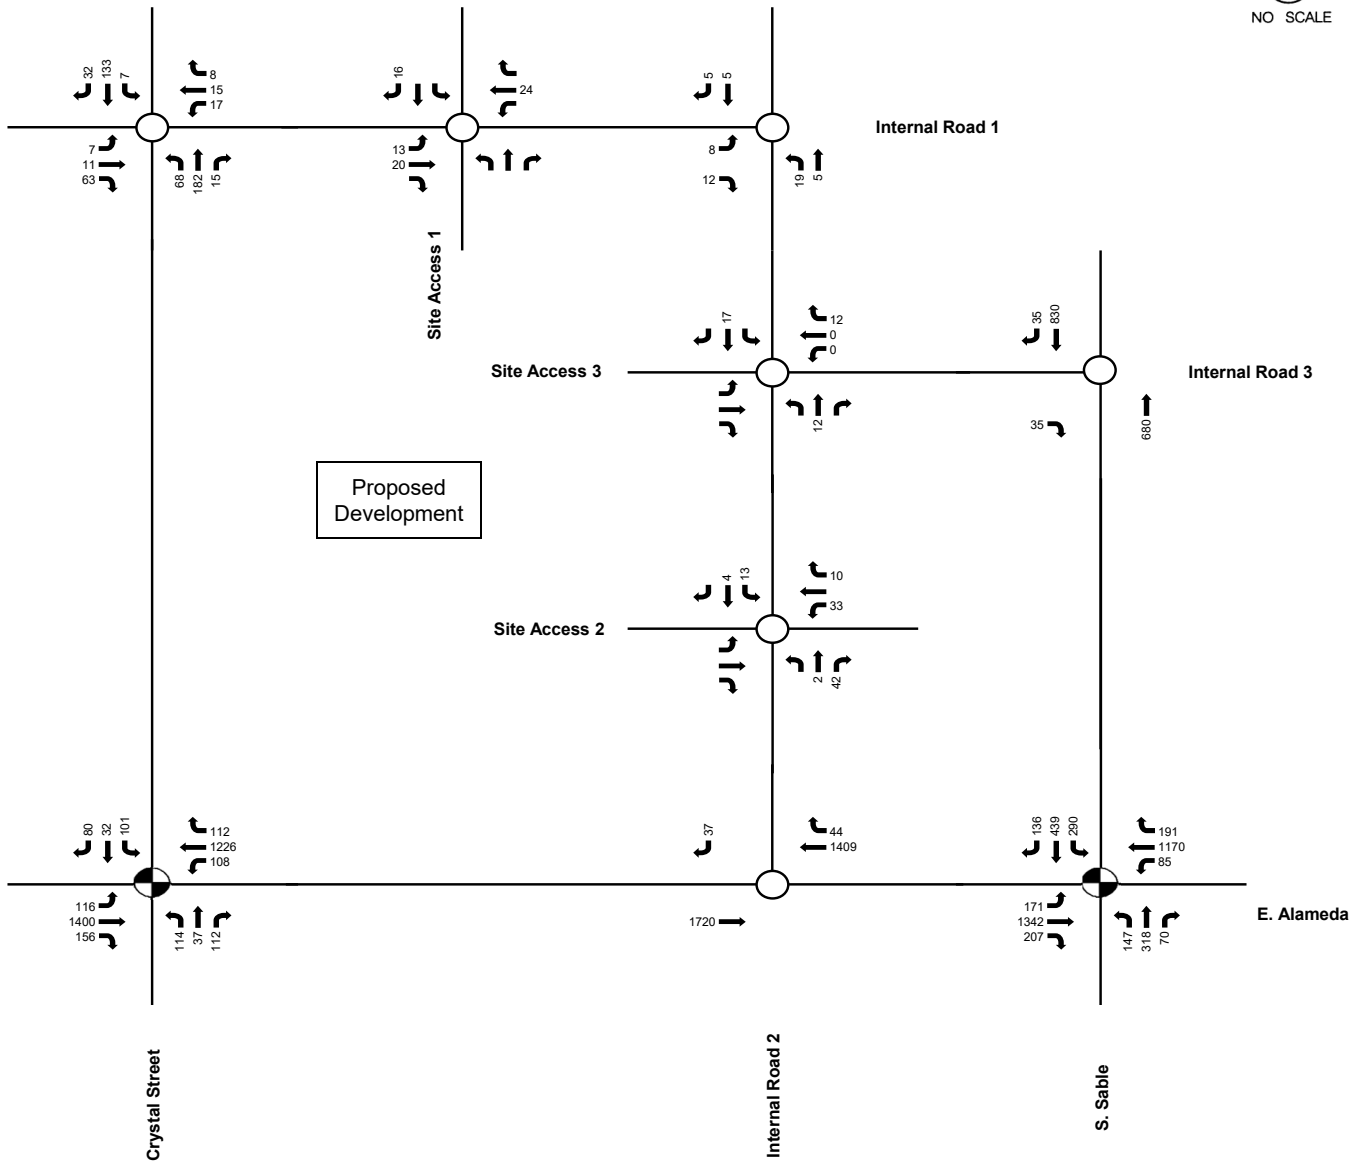 NO SCALE
32 133 7
8
15
17
7
11
63
68 182 15
16
24
13
20
5 5
8
12
19 5
Internal Road 1
Site Access 1
17
12
0
0
Site Access 3
12
35 830
35
680
Internal Road 3
Proposed
Development
4 13
10
33
Site Access 2
2 42
80 32 101
112
1226
108
116
1400
156
114 37 112
37
44
1409
1720
136 439 290
191
1170
85
171
1342
207
147 318 70
E. Alameda
Crystal Street
Internal Road 2
S. Sable